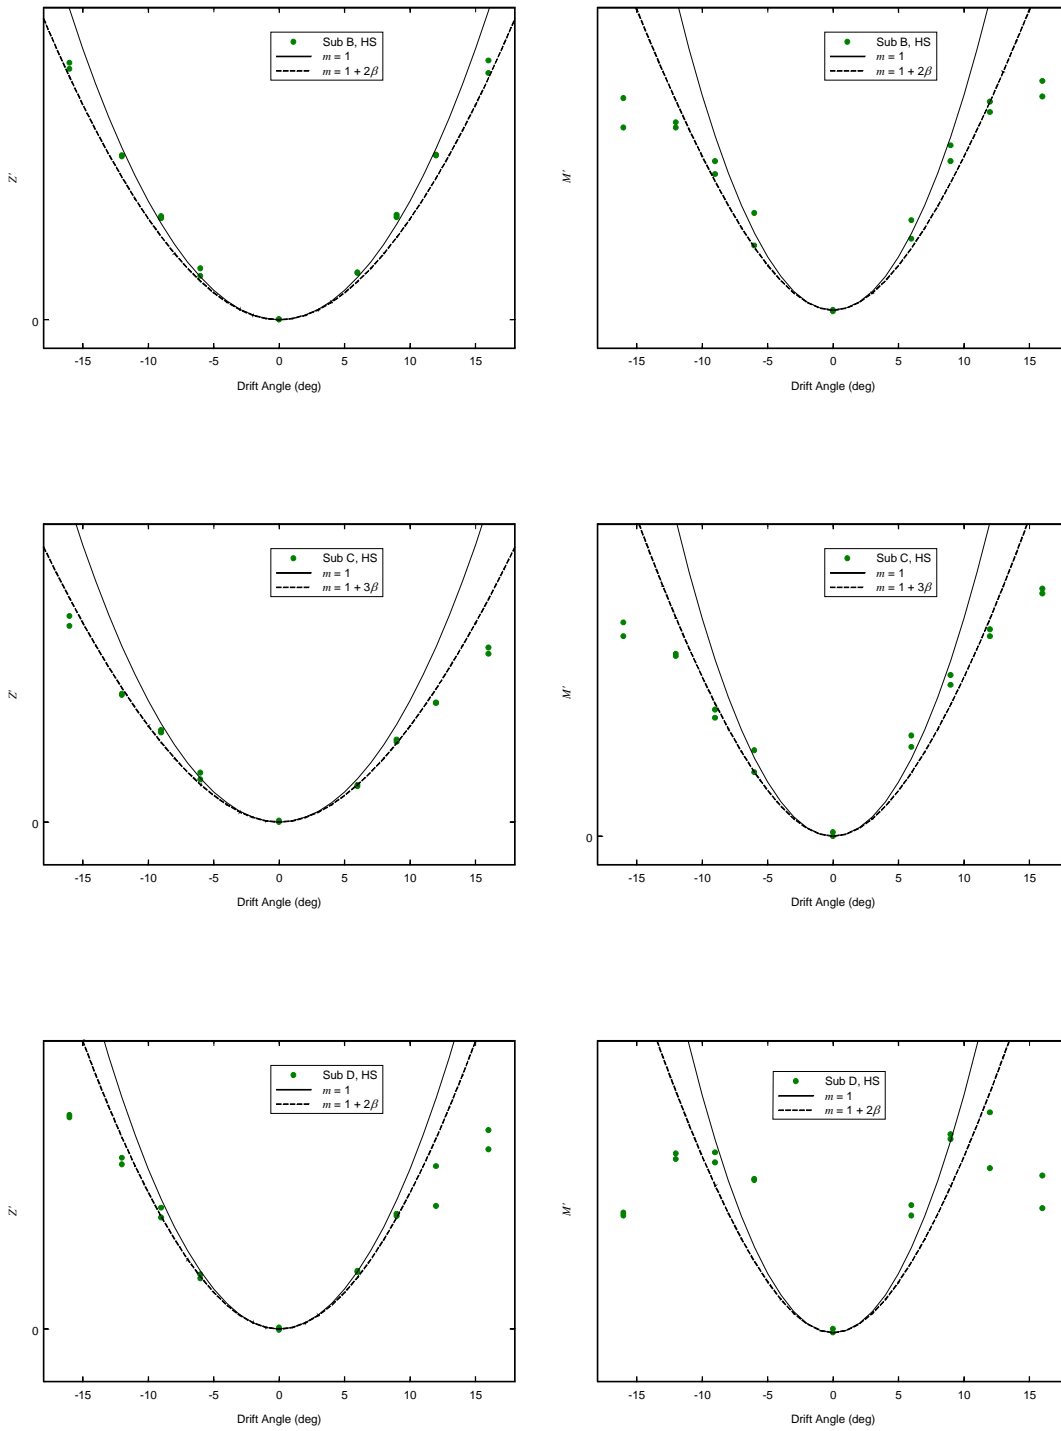 Sub B, HS
m = 1
m = 1 + 2β
Z'
0
-15 -10 -5 0 5 10 15
Drift Angle (deg)
Sub B, HS
m = 1
m = 1 + 2β
M'
-15 -10 -5 0 5 10 15
Drift Angle (deg)
Sub C, HS
m = 1
m = 1 + 3β
Z'
0
-15 -10 -5 0 5 10 15
Drift Angle (deg)
Sub C, HS
m = 1
m = 1 + 3β
M'
0
-15 -10 -5 0 5 10 15
Drift Angle (deg)
Sub D, HS
m = 1
m = 1 + 2β
Z'
0
-15 -10 -5 0 5 10 15
Drift Angle (deg)
Sub D, HS
m = 1
m = 1 + 2β
M'
-15 -10 -5 0 5 10 15
Drift Angle (deg)